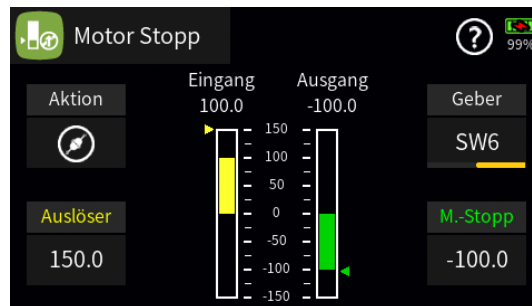 Motor Stopp
?
99%
Aktion
Eingang
100.0
Ausgang
-100.0
Geber
SW6
150
100
50
0
-50
-100
-150
Auslöser
150.0
M.-Stopp
-100.0